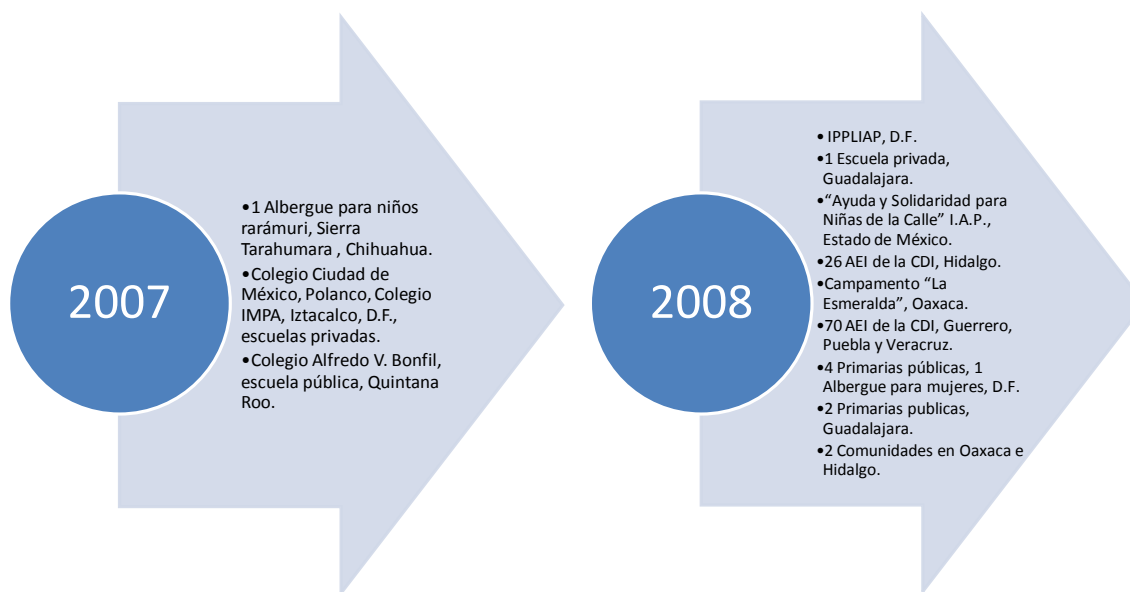 2007
•1 Albergue para niños
rarámuri, Sierra
Tarahumara , Chihuahua.
•Colegio Ciudad de
México, Polanco, Colegio
IMPA, Iztacalco, D.F.,
escuelas privadas.
•Colegio Alfredo V. Bonfil,
escuela pública, Quintana
Roo.
2008
•IPPLIAP, D.F.
•1 Escuela privada,
Guadalajara.
•“Ayuda y Solidaridad para
Niñas de la Calle” I.A.P.,
Estado de México.
•26 AEI de la CDI, Hidalgo.
•Campamento “La
Esmeralda”, Oaxaca.
•70 AEI de la CDI, Guerrero,
Puebla y Veracruz.
•4 Primarias públicas, 1
Albergue para mujeres, D.F.
•2 Primarias publicas,
Guadalajara.
•2 Comunidades en Oaxaca e
Hidalgo.